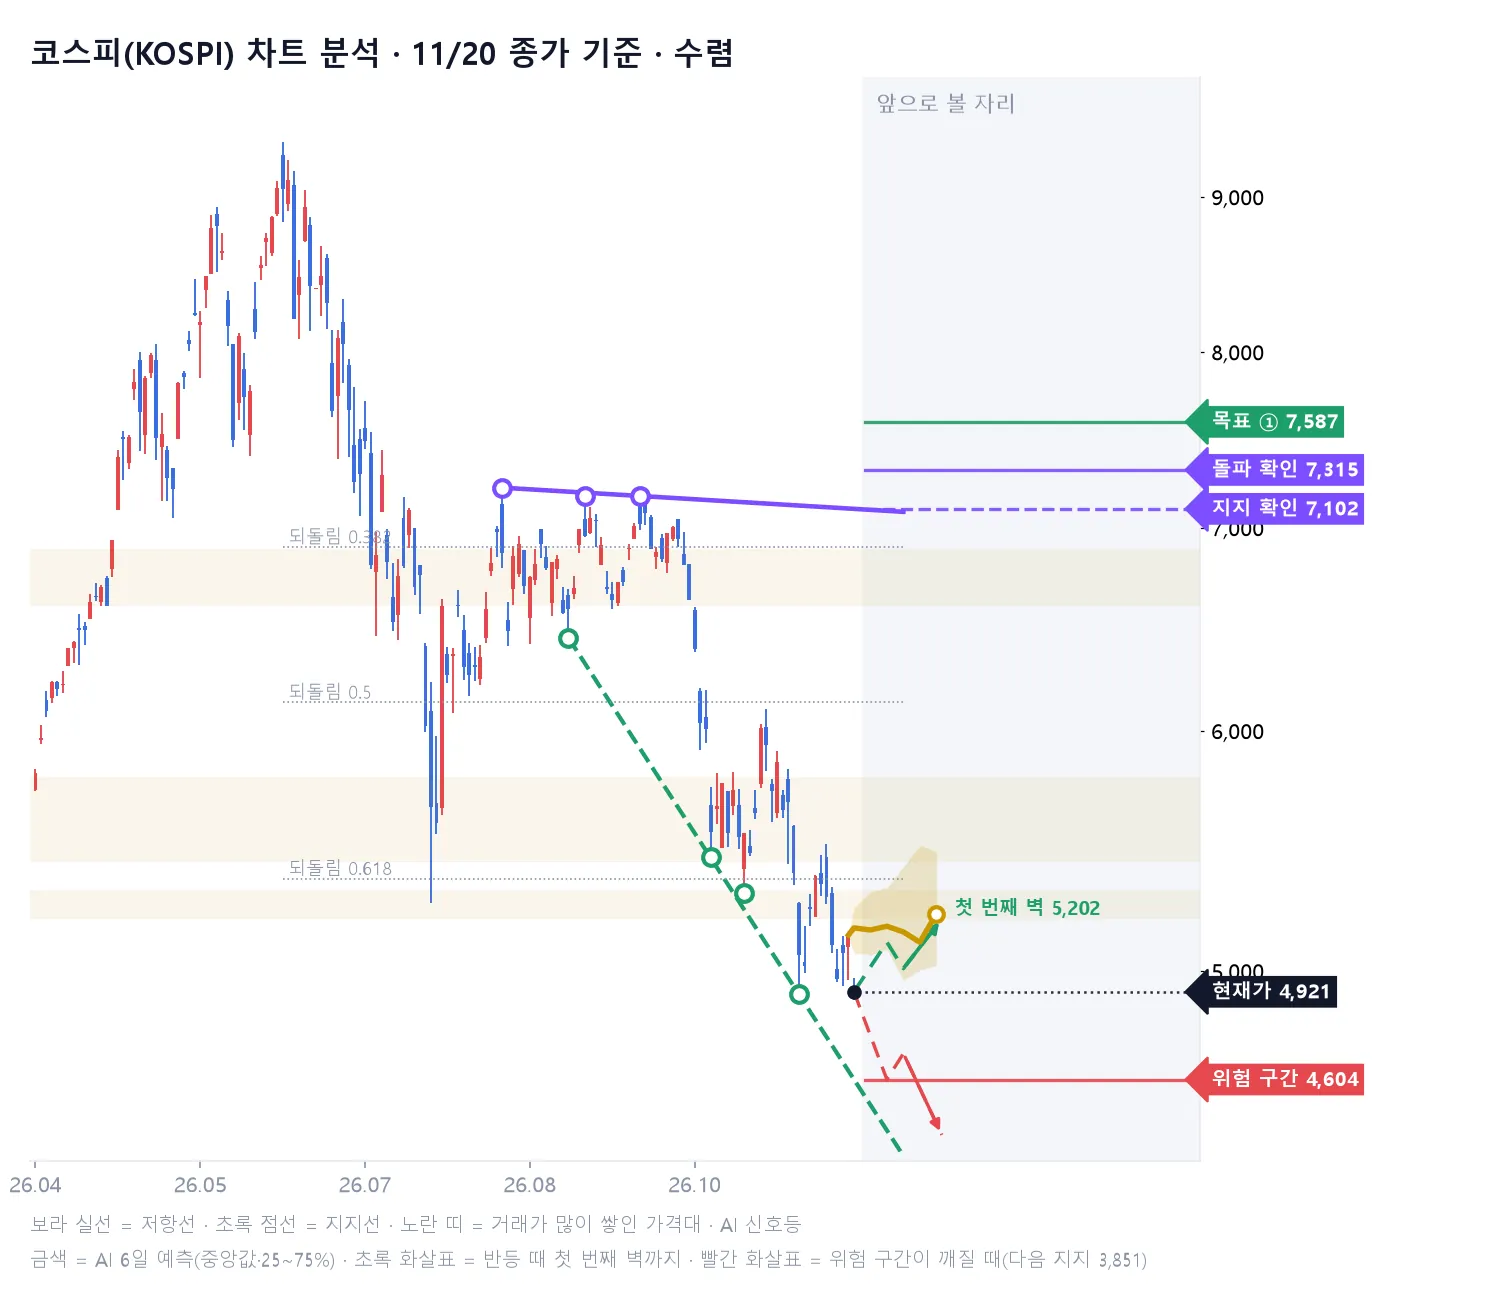 코스피(KOSPI) 차트 분석 · 11/20 종가 기준 · 수렴
앞으로 볼 자리
9,000
8,000
목표 ① 7,587
돌파 확인 7,315
지지 확인 7,102
7,000
되돌림 0.382
되돌림 0.5
6,000
되돌림 0.618
첫 번째 벽 5,202
5,000
현재가 4,921
위험 구간 4,604
26.04
26.05
26.07
26.08
26.10
보라 실선 = 저항선 · 초록 점선 = 지지선 · 노란 띠 = 거래가 많이 쌓인 가격대 · AI 신호등
금색 = AI 6일 예측(중앙값·25~75%) · 초록 화살표 = 반등 때 첫 번째 벽까지 · 빨간 화살표 = 위험 구간이 깨질 때(다음 지지 3,851)